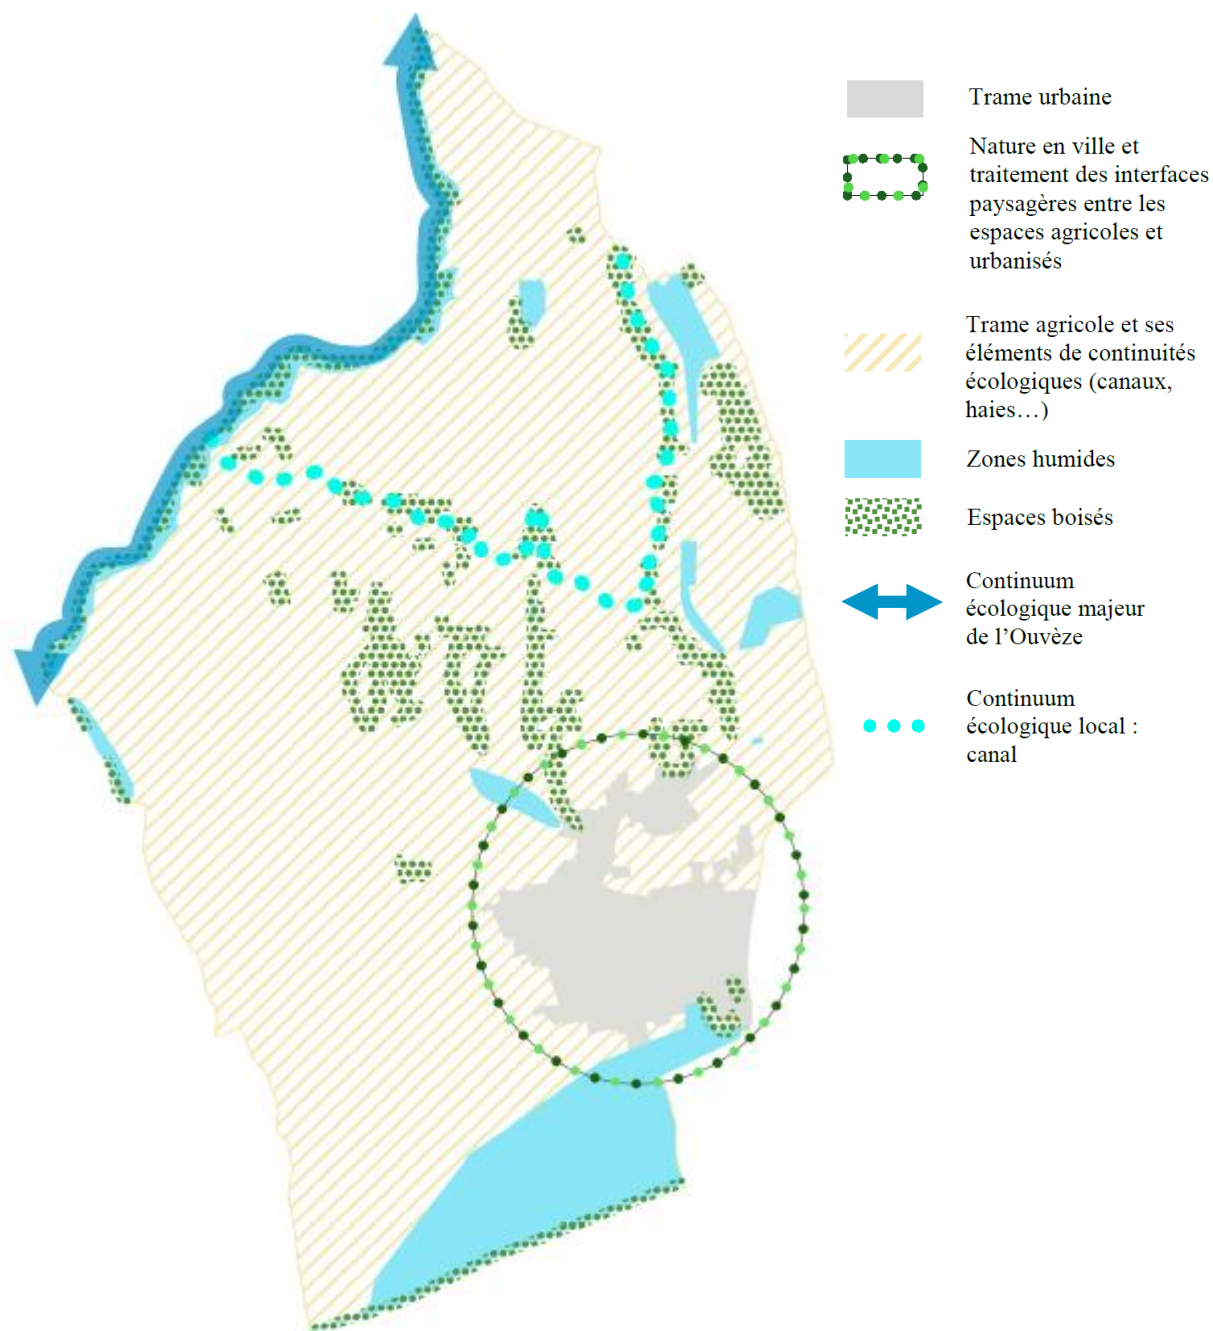 Trame urbaine
Nature en ville et
traitement des interfaces
paysagères entre les
espaces agricoles et
urbanisés
Trame agricole et ses
éléments de continuités
écologiques (canaux,
haies…)
Zones humides
Espaces boisés
Continuum
écologique majeur
de l’Ouvèze
Continuum
écologique local :
canal